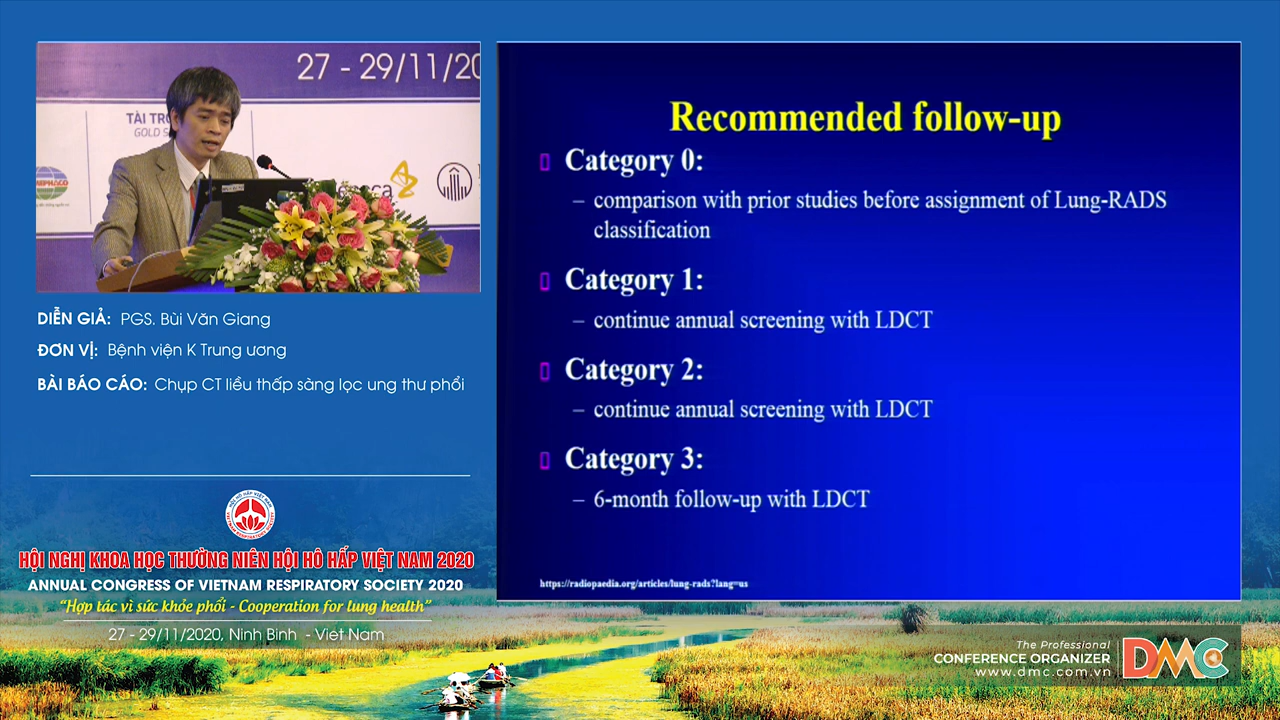 27 - 29/11/20
TÀI TRỢ
GOLD
DIỄN GIẢ: PGS. Bùi Văn Giang
ĐƠN VỊ: Bệnh viện K Trung ương
BÀI BÁO CÁO: Chụp CT liều thấp sàng lọc ung thư phổi
HỘI NGHỊ KHOA HỌC THƯỜNG NIÊN HỘI HÔ HẤP VIỆT NAM 2020
ANNUAL CONGRESS OF VIETNAM RESPIRATORY SOCIETY 2020
“Hợp tác vì sức khỏe phổi - Cooperation for lung health”
27 - 29/11/2020, Ninh Bình - Viet Nam
Recommended follow-up
Category 0:
– comparison with prior studies before assignment of Lung-RADS
classification
Category 1:
– continue annual screening with LDCT
Category 2:
– continue annual screening with LDCT
Category 3:
– 6-month follow-up with LDCT
https://radiopaedia.org/articles/lung-rads?lang=us
The Professional
CONFERENCE ORGANIZER
www.dmc.com.vn
DMC